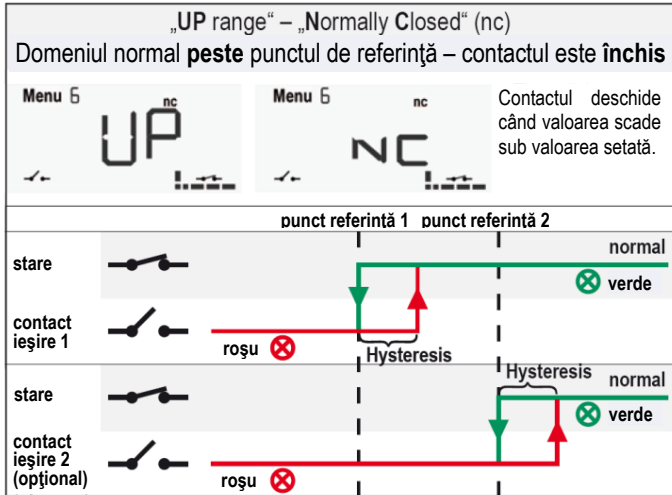 „UP range“ – „Normally Closed“ (nc)
Domeniul normal peste punctul de referinţă – contactul este închis
Menu 6
nc
UP
Menu 6
nc
NC
Contactul deschide
când valoarea scade
sub valoarea setată.
punct referinţă 1 punct referinţă 2
stare
normal
verde
contact
ieşire 1
roşu
Hysteresis
stare
Hysteresis
normal
verde
contact
ieşire 2
(opţional)
roşu